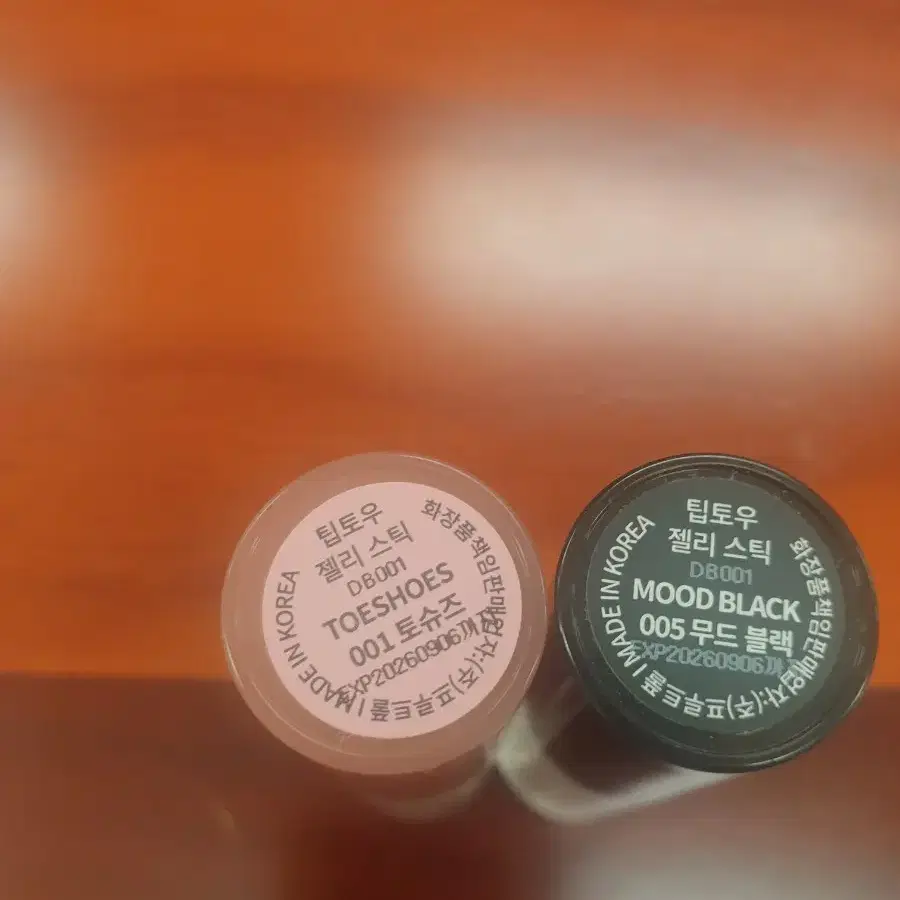 팁토우
젤리 스틱
DB001
TOESHOES
001 토슈즈
EXP20260906까지
화장품책임판매업자:(주)프루트폴 | MADE IN KOREA
팁토우
젤리 스틱
DB001
MOOD BLACK
005 무드 블랙
EXP20260906까지
화장품책임판매업자:(주)프루트폴 | MADE IN KOREA